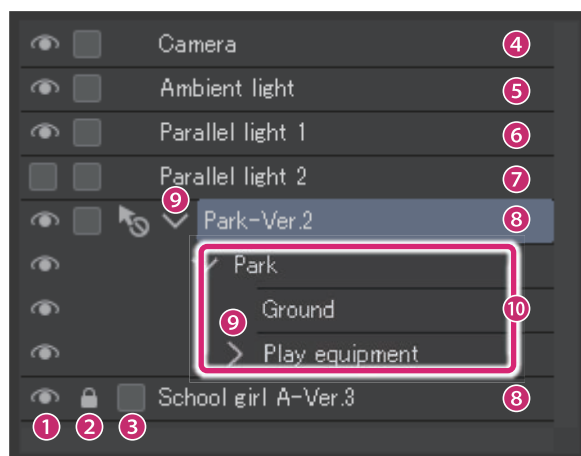 Camera 4
Ambient light 5
Parallel light 1 6
Parallel light 2 7
9 Park-Ver.2 8
Park
Ground 10
9 Play equipment
School girl A-Ver.3 8
1 2 3